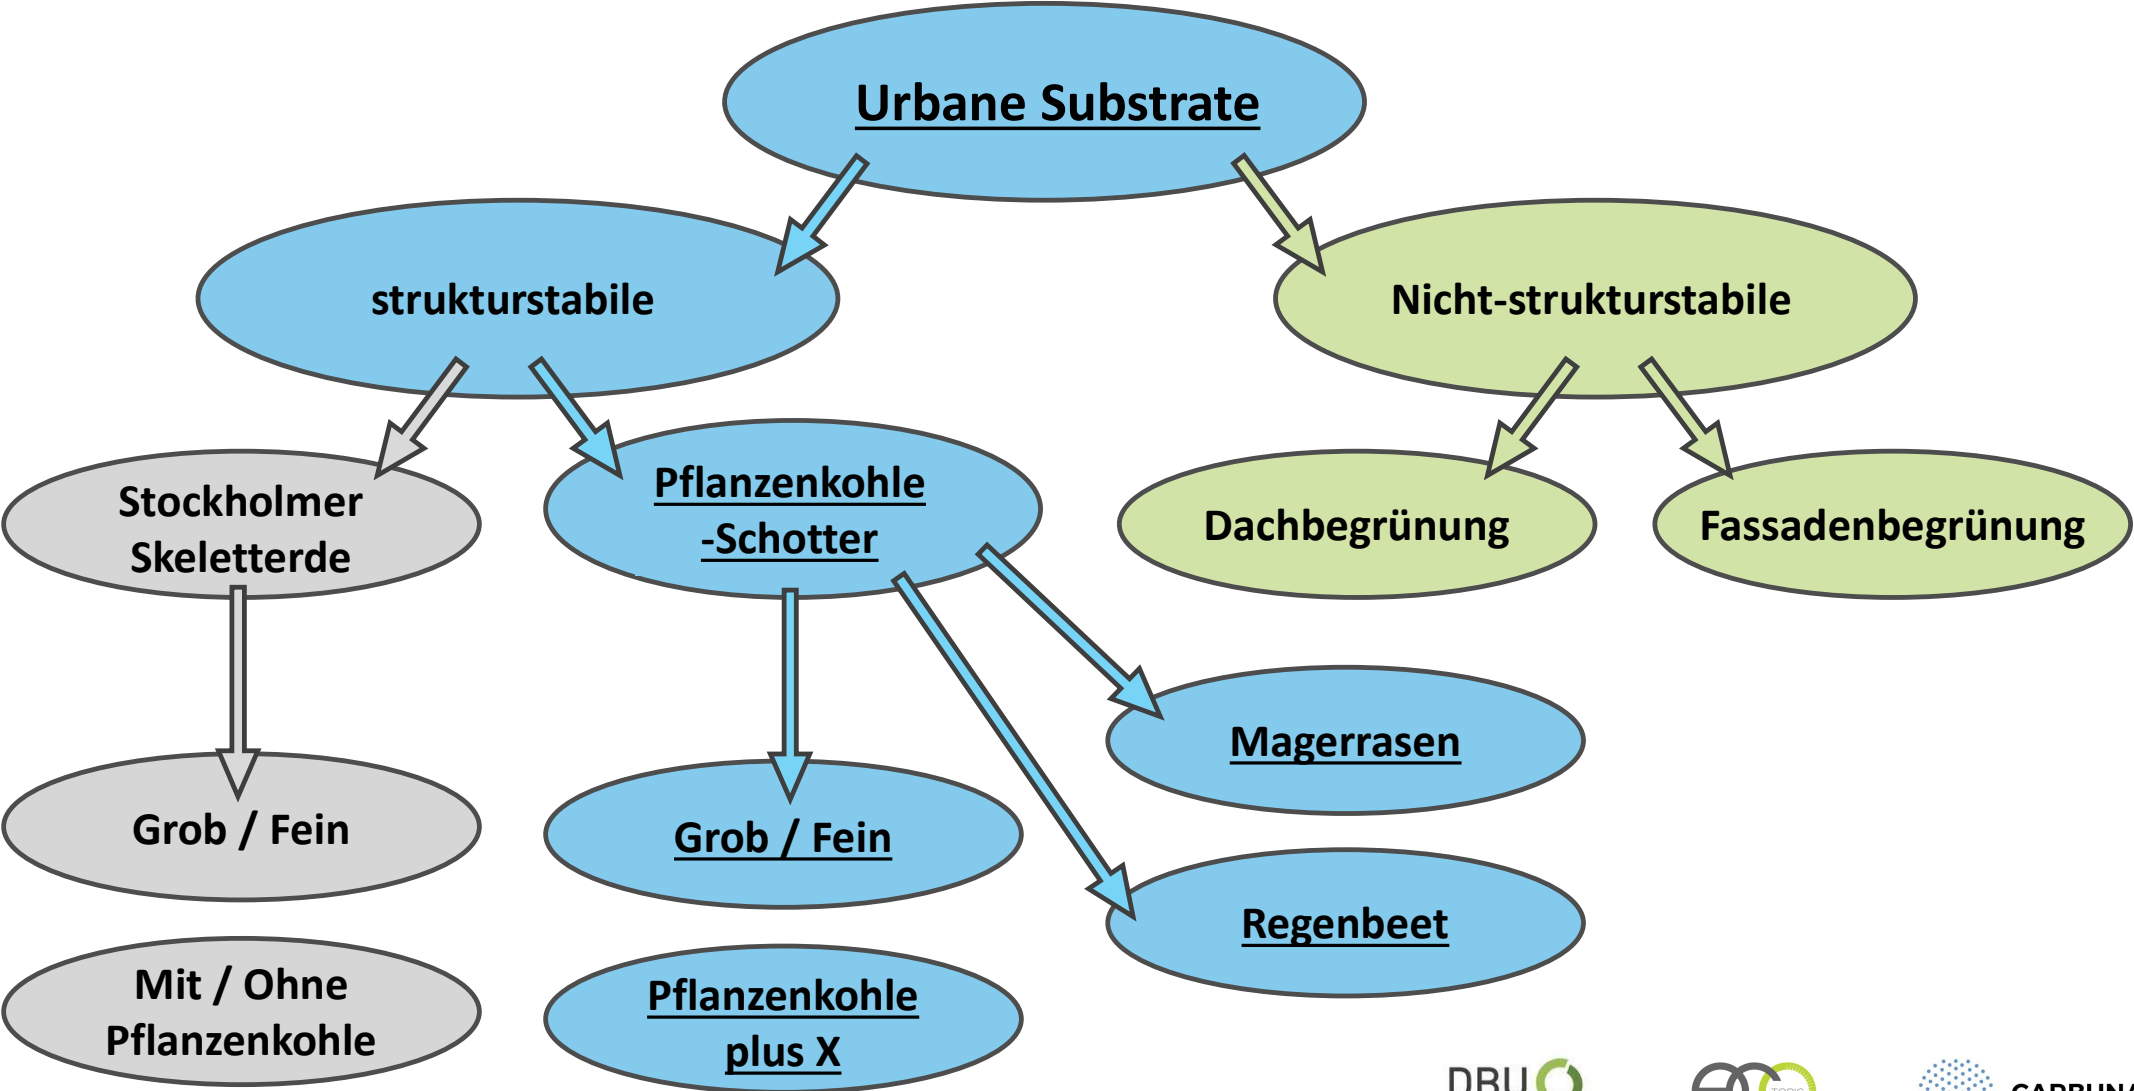 Urbane Substrate
strukturstabile
Nicht-strukturstabile
Stockholmer
Skeletterde
Pflanzenkohle
-Schotter
Dachbegrünung
Fassadenbegrünung
Magerrasen
Grob / Fein
Grob / Fein
Regenbeet
Mit / Ohne
Pflanzenkohle
Pflanzenkohle
plus X
DBU